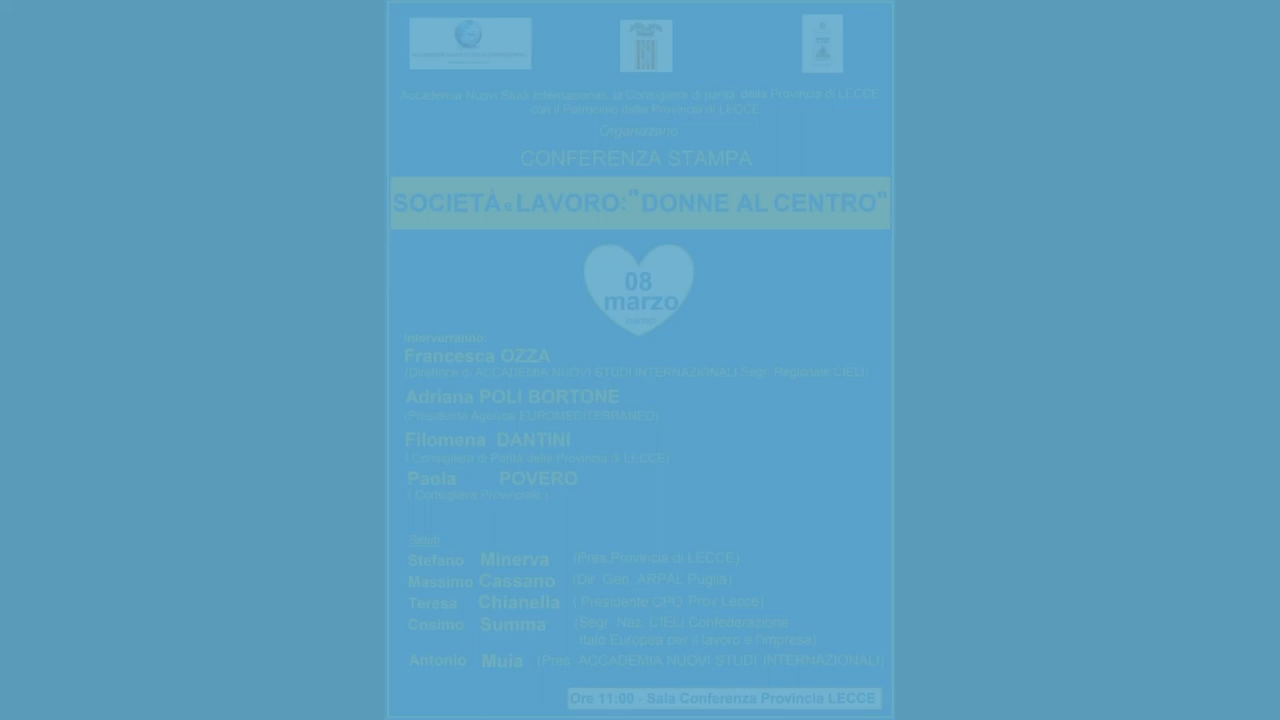 Accademia Nuovi Studi Internazionali, la Consigliera di parità della Provincia di LECCE
con il Patrocinio della Provincia di LECCE
Organizzano
CONFERENZA STAMPA
SOCIETÀ e LAVORO: "DONNE AL CENTRO"
08
marzo
Interverranno:
Francesca OZZA
(Direttrice di ACCADEMIA NUOVI STUDI INTERNAZIONALI, Segr. Regionale CIELI)
Adriana POLI BORTONE
(Presidente Agenzia EUROMEDITERRANEO)
Filomena DANTINI
( Consigliera di Parità della Provincia di LECCE)
Paola POVERO
( Consigliera Provinciale )
Saluti
Stefano Minerva (Pres.Provincia di LECCE)
Massimo Cassano (Dir. Gen. ARPAL Puglia)
Teresa Chianella ( Presidente CPO Prov.Lecce)
Cosimo Summa (Segr. Naz. CIELI Confederazione
Italo Europea per il lavoro e l'impresa)
Antonio Muia (Pres. ACCADEMIA NUOVI STUDI INTERNAZIONALI)
Ore 11:00 - Sala Conferenza Provincia LECCE